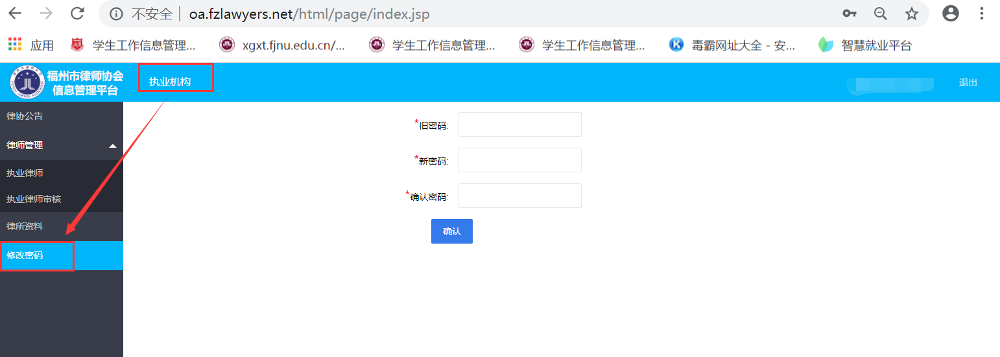 不安全 | oa.fzlawyers.net/html/page/index.jsp
应用 学生工作信息管理... xgxt.fjnu.edu.cn/... 学生工作信息管理... 学生工作信息管理... 毒霸网址大全 - 安... 智慧就业平台
福州市律师协会
信息管理平台
执业机构
退出
律协公告
律师管理
执业律师
执业律师审核
律所资料
修改密码
*旧密码:
*新密码:
*确认密码:
确认